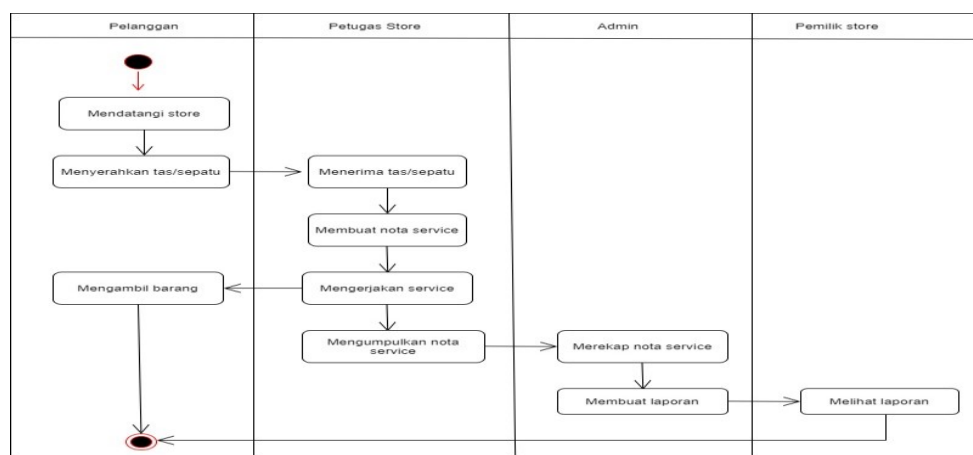 Pelanggan
Petugas Store
Admin
Pemilik store
Mendatangi store
Menyerahkan tas/sepatu
Menerima tas/sepatu
Membuat nota service
Mengambil barang
Mengerjakan service
Mengumpulkan nota
service
Merekap nota service
Membuat laporan
Melihat laporan